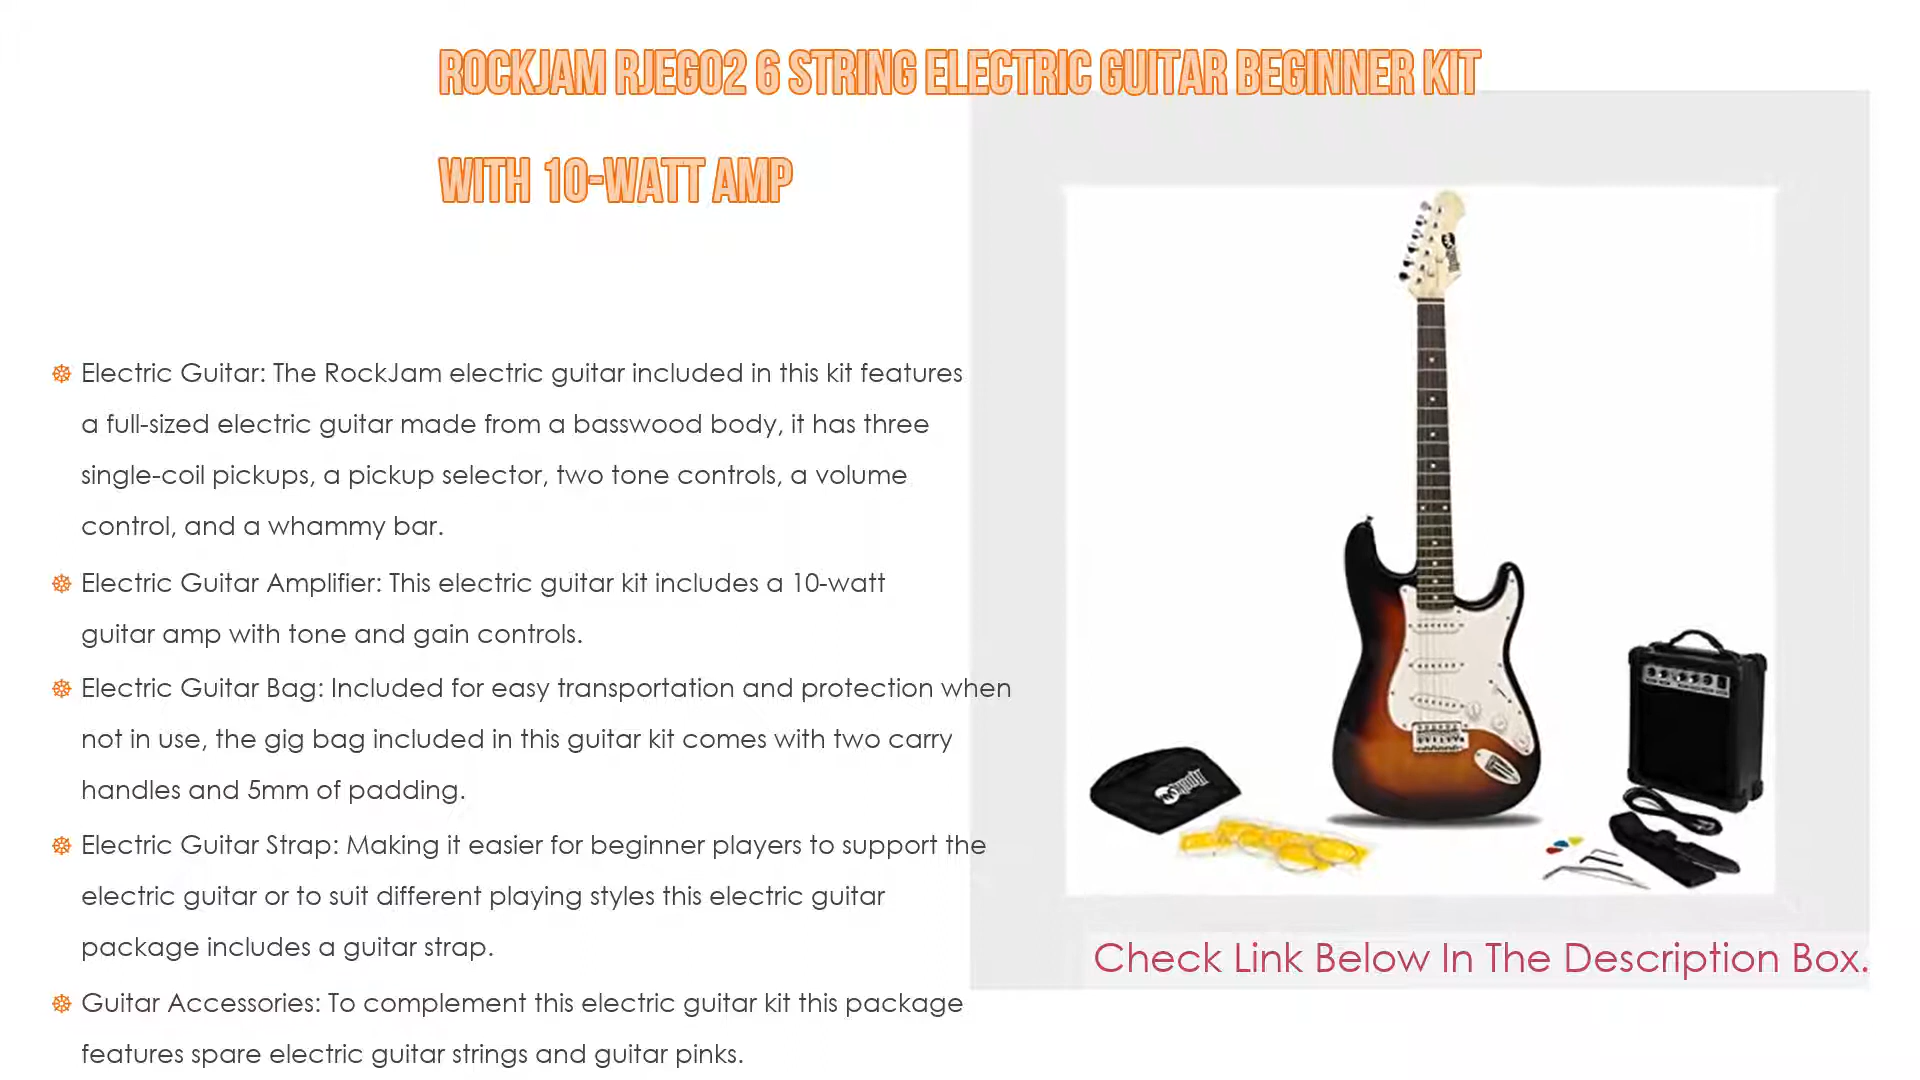 ROCKJAM RJEG02 6 STRING ELECTRIC GUITAR BEGINNER KIT
WITH 10-WATT AMP
Electric Guitar: The RockJam electric guitar included in this kit features
a full-sized electric guitar made from a basswood body, it has three
single-coil pickups, a pickup selector, two tone controls, a volume
control, and a whammy bar.
Electric Guitar Amplifier: This electric guitar kit includes a 10-watt
guitar amp with tone and gain controls.
Electric Guitar Bag: Included for easy transportation and protection when
not in use, the gig bag included in this guitar kit comes with two carry
handles and 5mm of padding.
Electric Guitar Strap: Making it easier for beginner players to support the
electric guitar or to suit different playing styles this electric guitar
package includes a guitar strap.
Guitar Accessories: To complement this electric guitar kit this package
features spare electric guitar strings and guitar pinks.
Check Link Below In The Description Box.